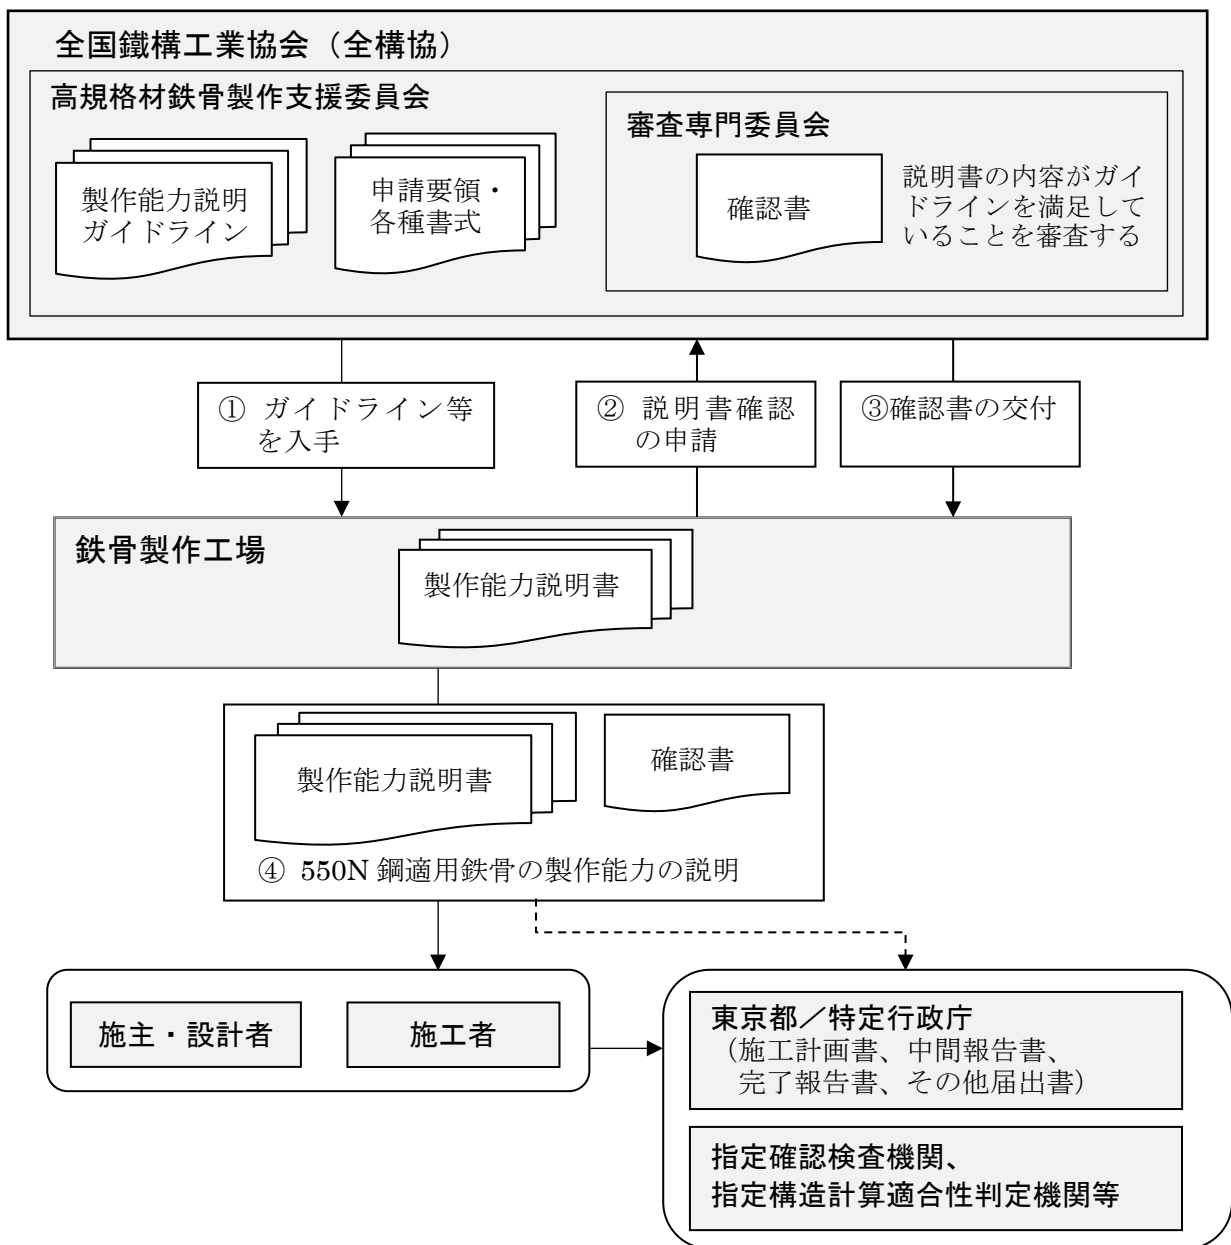 全国鐵構工業協会（全構協）
高規格材鉄骨製作支援委員会
製作能力説明
ガイドライン
申請要領・
各種書式
審査専門委員会
確認書
説明書の内容がガイ
ドラインを満足して
いることを審査する
① ガイドライン等
を入手
② 説明書確認
の申請
③確認書の交付
鉄骨製作工場
製作能力説明書
製作能力説明書
確認書
④ 550N 鋼適用鉄骨の製作能力の説明
施主・設計者
施工者
東京都／特定行政庁
（施工計画書、中間報告書、
完了報告書、その他届出書）
指定確認検査機関、
指定構造計算適合性判定機関等